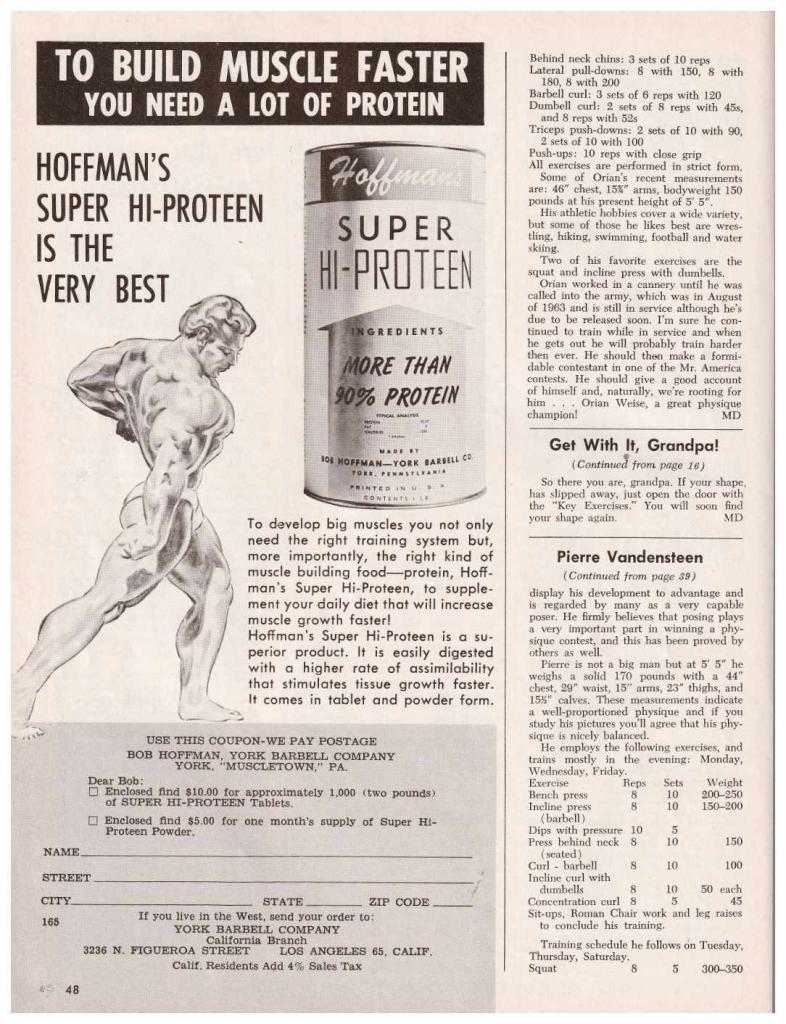 TO BUILD MUSCLE FASTER
YOU NEED A LOT OF PROTEIN
HOFFMAN'S
SUPER HI-PROTEEN
IS THE
VERY BEST
Hoffman's
SUPER
HI-PROTEEN
INGREDIENTS
MORE THAN
90% PROTEIN
TYPICAL ANALYSIS
MADE BY
BOB HOFFMAN—YORK BARBELL CO.
YORK, PENNSYLVANIA
PRINTED IN U. S. A.
CONTENTS 1 LB.
To develop big muscles you not only
need the right training system but,
more importantly, the right kind of
muscle building food—protein, Hoff-
man's Super Hi-Proteen, to supple-
ment your daily diet that will increase
muscle growth faster!
Hoffman's Super Hi-Proteen is a su-
perior product. It is easily digested
with a higher rate of assimilability
that stimulates tissue growth faster.
It comes in tablet and powder form.
USE THIS COUPON-WE PAY POSTAGE
BOB HOFFMAN, YORK BARBELL COMPANY
YORK, "MUSCLETOWN," PA.
Dear Bob:
☐ Enclosed find $10.00 for approximately 1,000 (two pounds)
of SUPER HI-PROTEEN Tablets.
☐ Enclosed find $5.00 for one month's supply of Super Hi-
Proteen Powder.
NAME
STREET
CITY STATE ZIP CODE
165 If you live in the West, send your order to:
YORK BARBELL COMPANY
California Branch
3236 N. FIGUEROA STREET LOS ANGELES 65, CALIF.
Calif. Residents Add 4% Sales Tax
48
Behind neck chins: 3 sets of 10 reps
Lateral pull-downs: 8 with 150, 8 with
180, 8 with 200
Barbell curl: 3 sets of 6 reps with 120
Dumbell curl: 2 sets of 8 reps with 45s,
and 8 reps with 52s
Triceps push-downs: 2 sets of 10 with 90,
2 sets of 10 with 100
Push-ups: 10 reps with close grip
All exercises are performed in strict form.
Some of Orian's recent measurements
are: 46" chest, 15¾" arms, bodyweight 150
pounds at his present height of 5' 5".
His athletic hobbies cover a wide variety,
but some of those he likes best are wres-
tling, hiking, swimming, football and water
skiing.
Two of his favorite exercises are the
squat and incline press with dumbells.
Orian worked in a cannery until he was
called into the army, which was in August
of 1963 and is still in service although he's
due to be released soon. I'm sure he con-
tinued to train while in service and when
he gets out he will probably train harder
then ever. He should then make a formi-
dable contestant in one of the Mr. America
contests. He should give a good account
of himself and, naturally, we're rooting for
him . . . Orian Weise, a great physique
champion! MD
Get With It, Grandpa!
(Continued from page 16)
So there you are, grandpa. If your shape
has slipped away, just open the door with
the "Key Exercises." You will soon find
your shape again. MD
Pierre Vandensteen
(Continued from page 39)
display his development to advantage and
is regarded by many as a very capable
poser. He firmly believes that posing plays
a very important part in winning a phy-
sique contest, and this has been proved by
others as well.
Pierre is not a big man but at 5' 5" he
weighs a solid 170 pounds with a 44"
chest, 29" waist, 15" arms, 23" thighs, and
15½" calves. These measurements indicate
a well-proportioned physique and if you
study his pictures you'll agree that his phy-
sique is nicely balanced.
He employs the following exercises, and
trains mostly in the evening: Monday,
Wednesday, Friday.
Exercise Reps Sets Weight
Bench press 8 10 200–250
Incline press 8 10 150–200
(barbell)
Dips with pressure 10 5
Press behind neck 8 10 150
(seated)
Curl - barbell 8 10 100
Incline curl with
dumbells 8 10 50 each
Concentration curl 8 5 45
Sit-ups, Roman Chair work and leg raises
to conclude his training.
Training schedule he follows on Tuesday,
Thursday, Saturday.
Squat 8 5 300–350